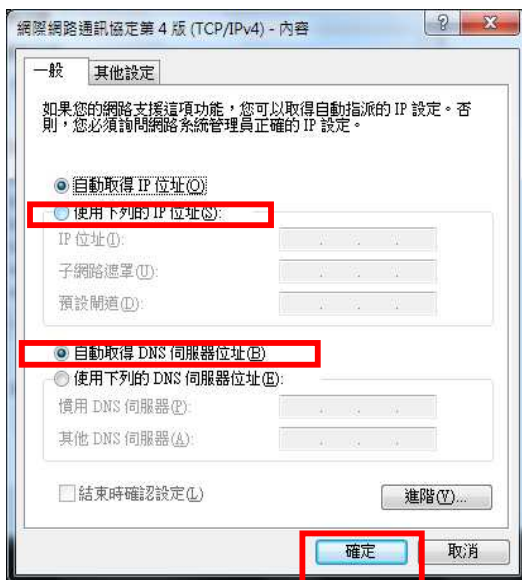 網際網路通訊協定第 4 版 (TCP/IPv4) - 內容
一般 其他設定
如果您的網路支援這項功能，您可以取得自動指派的 IP 設定。否
則，您必須詢問網路系統管理員正確的 IP 設定。
自動取得 IP 位址(O)
使用下列的 IP 位址(S):
IP 位址(I):
子網路遮罩(U):
預設閘道(D):
自動取得 DNS 伺服器位址(B)
使用下列的 DNS 伺服器位址(E):
慣用 DNS 伺服器(P):
其他 DNS 伺服器(A):
結束時確認設定(L) 進階(V)...
確定 取消